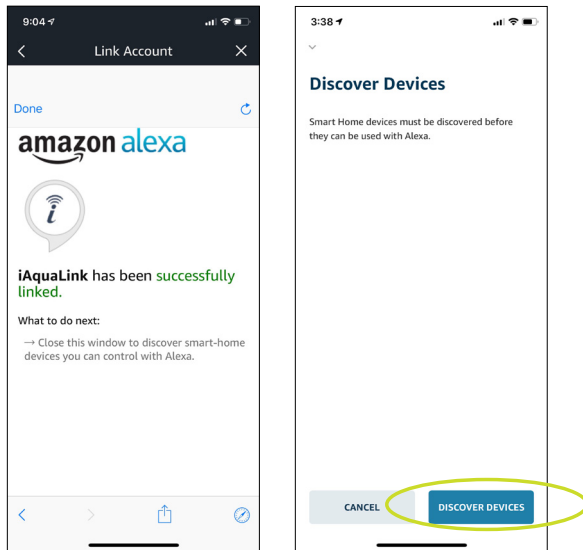 9:04
Link Account
Done
amazon alexa
i
iAquaLink has been successfully
linked.
What to do next:
→ Close this window to discover smart-home
devices you can control with Alexa.
3:38
Discover Devices
Smart Home devices must be discovered before
they can be used with Alexa.
CANCEL
DISCOVER DEVICES